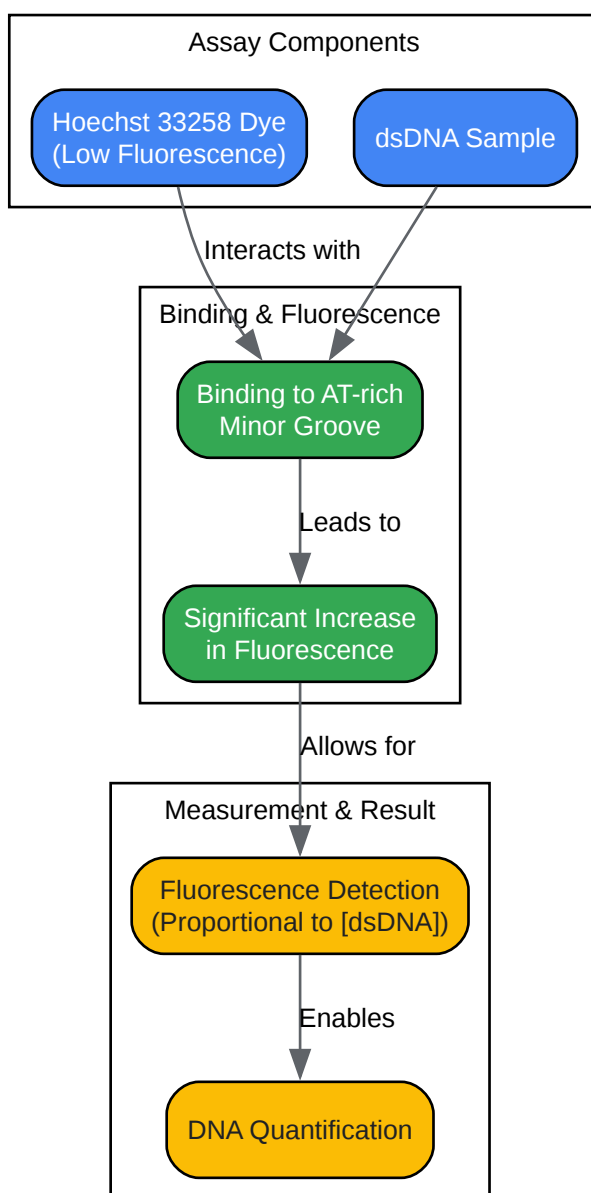 Assay Components
Hoechst 33258 Dye
(Low Fluorescence)
dsDNA Sample
Interacts with
Binding & Fluorescence
Binding to AT-rich
Minor Groove
Leads to
Significant Increase
in Fluorescence
Allows for
Measurement & Result
Fluorescence Detection
(Proportional to [dsDNA])
Enables
DNA Quantification